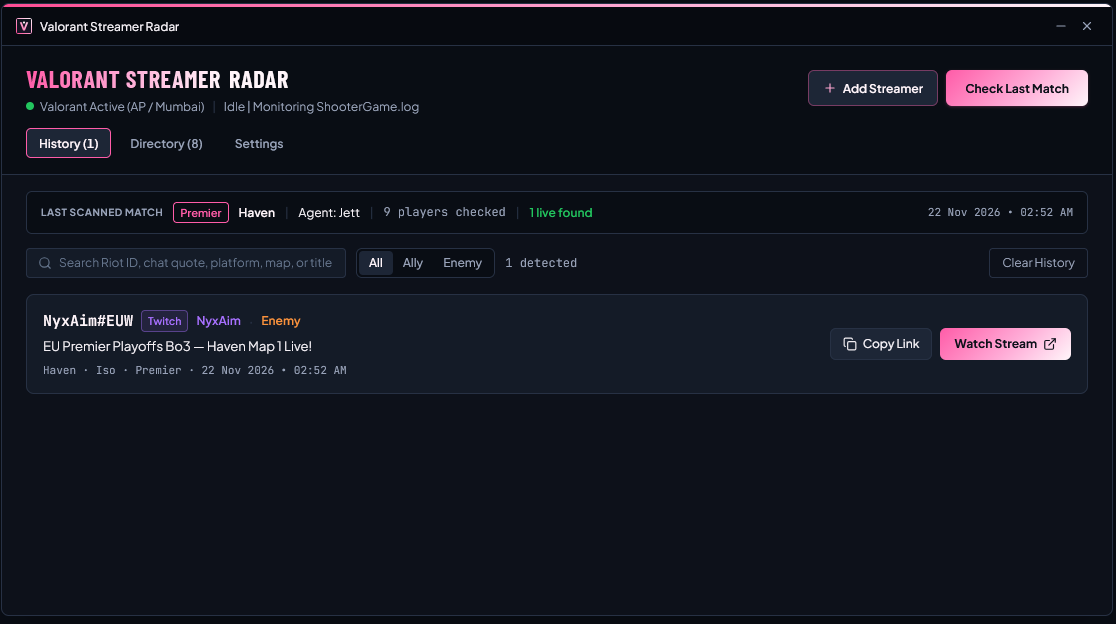 Valorant Streamer Radar
VALORANT STREAMER RADAR
Valorant Active (AP / Mumbai) | Idle | Monitoring ShooterGame.log
+ Add Streamer
Check Last Match
History (1) Directory (8) Settings
LAST SCANNED MATCH Premier Haven | Agent: Jett | 9 players checked | 1 live found 22 Nov 2026 • 02:52 AM
Search Riot ID, chat quote, platform, map, or title All Ally Enemy 1 detected Clear History
NyxAim#EUW Twitch NyxAim · Enemy
EU Premier Playoffs Bo3 — Haven Map 1 Live!
Haven · Iso · Premier · 22 Nov 2026 • 02:52 AM
Copy Link
Watch Stream